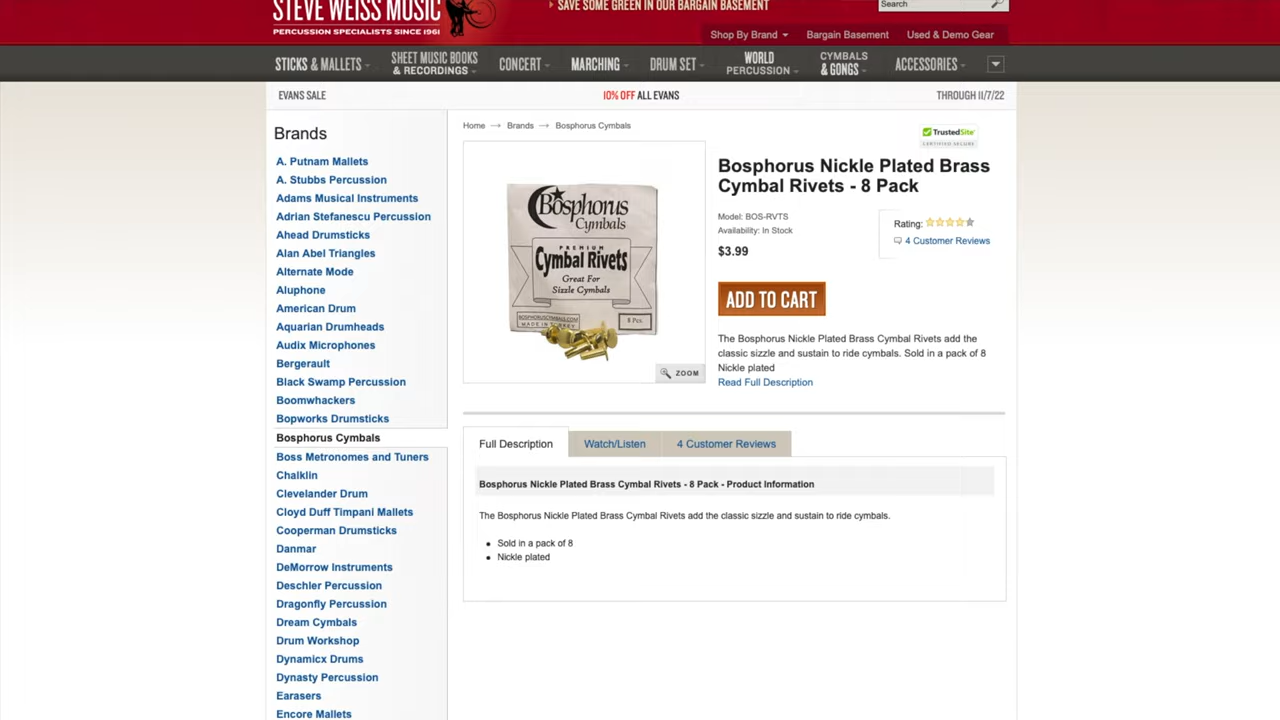 STEVE WEISS MUSIC
PERCUSSION SPECIALISTS SINCE 1961
SAVE SOME GREEN IN OUR BARGAIN BASEMENT
Search
Shop By Brand
Bargain Basement
Used & Demo Gear
STICKS & MALLETS
SHEET MUSIC BOOKS
& RECORDINGS
CONCERT
MARCHING
DRUM SET
WORLD
PERCUSSION
CYMBALS
& GONGS
ACCESSORIES
EVANS SALE
10% OFF ALL EVANS
THROUGH 11/7/22
Brands
A. Putnam Mallets
A. Stubbs Percussion
Adams Musical Instruments
Adrian Stefanescu Percussion
Ahead Drumsticks
Alan Abel Triangles
Alternate Mode
Aluphone
American Drum
Aquarian Drumheads
Audix Microphones
Bergerault
Black Swamp Percussion
Boomwhackers
Bopworks Drumsticks
Bosphorus Cymbals
Boss Metronomes and Tuners
Chalklin
Clevelander Drum
Cloyd Duff Timpani Mallets
Cooperman Drumsticks
Danmar
DeMorrow Instruments
Deschler Percussion
Dragonfly Percussion
Dream Cymbals
Drum Workshop
Dynamicx Drums
Dynasty Percussion
Earasers
Encore Mallets
Home → Brands → Bosphorus Cymbals
Bosphorus
Cymbals
PREMIUM
Cymbal Rivets
Great For
Sizzle Cymbals
BOSPHORUSCYMBALS.COM
MADE IN TURKEY
8 Pcs.
ZOOM
TrustedSite
CERTIFIED SECURE
Bosphorus Nickle Plated Brass
Cymbal Rivets - 8 Pack
Model: BOS-RVTS
Availability: In Stock
$3.99
Rating:
4 Customer Reviews
ADD TO CART
The Bosphorus Nickle Plated Brass Cymbal Rivets add the
classic sizzle and sustain to ride cymbals. Sold in a pack of 8
Nickle plated
Read Full Description
Full Description
Watch/Listen
4 Customer Reviews
Bosphorus Nickle Plated Brass Cymbal Rivets - 8 Pack - Product Information
The Bosphorus Nickle Plated Brass Cymbal Rivets add the classic sizzle and sustain to ride cymbals.
Sold in a pack of 8
Nickle plated